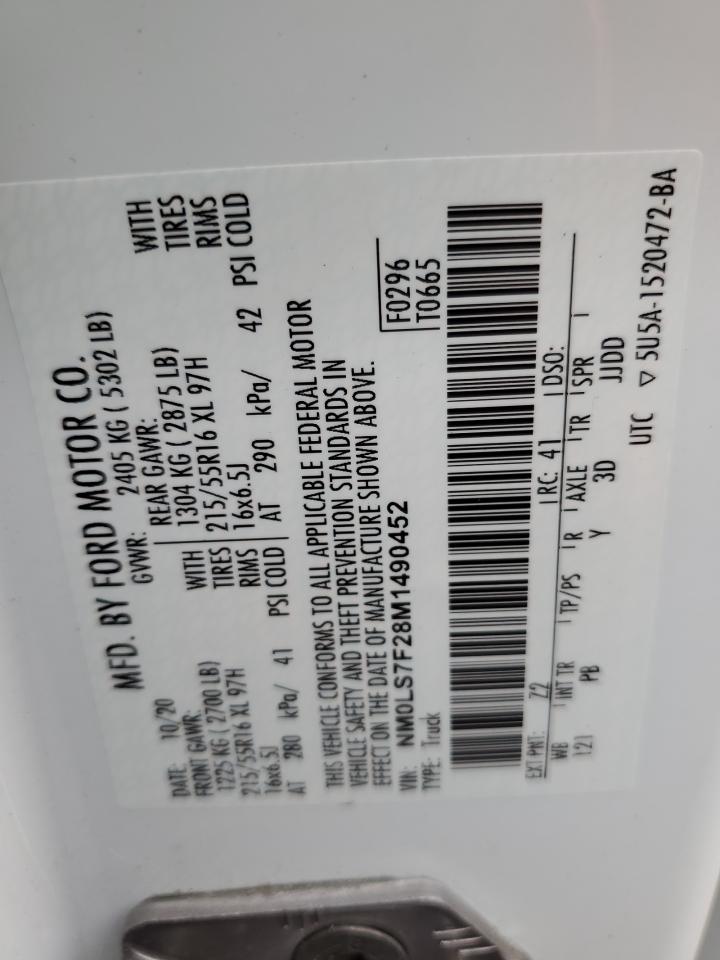 MFD. BY FORD MOTOR CO.
DATE: 10/20 GVWR: 2405 KG ( 5302 LB)
FRONT GAWR: REAR GAWR:
1225 KG ( 2700 LB) WITH 1304 KG ( 2875 LB) WITH
215/55R16 XL 97H TIRES 215/55R16 XL 97H TIRES
16x6.5J RIMS 16x6.5J RIMS
AT 280 kPa/ 41 PSI COLD AT 290 kPa/ 42 PSI COLD
THIS VEHICLE CONFORMS TO ALL APPLICABLE FEDERAL MOTOR
VEHICLE SAFETY AND THEFT PREVENTION STANDARDS IN
EFFECT ON THE DATE OF MANUFACTURE SHOWN ABOVE.
VIN: NM0LS7F28M1490452 F0296
TYPE: Truck T0665
EXT PNT: Z2 RC: 41 DSO:
WB INT TR TP/PS R AXLE TR SPR
121 PB Y 3D JJDD
UTC ▽ 5U5A-1520472-BA